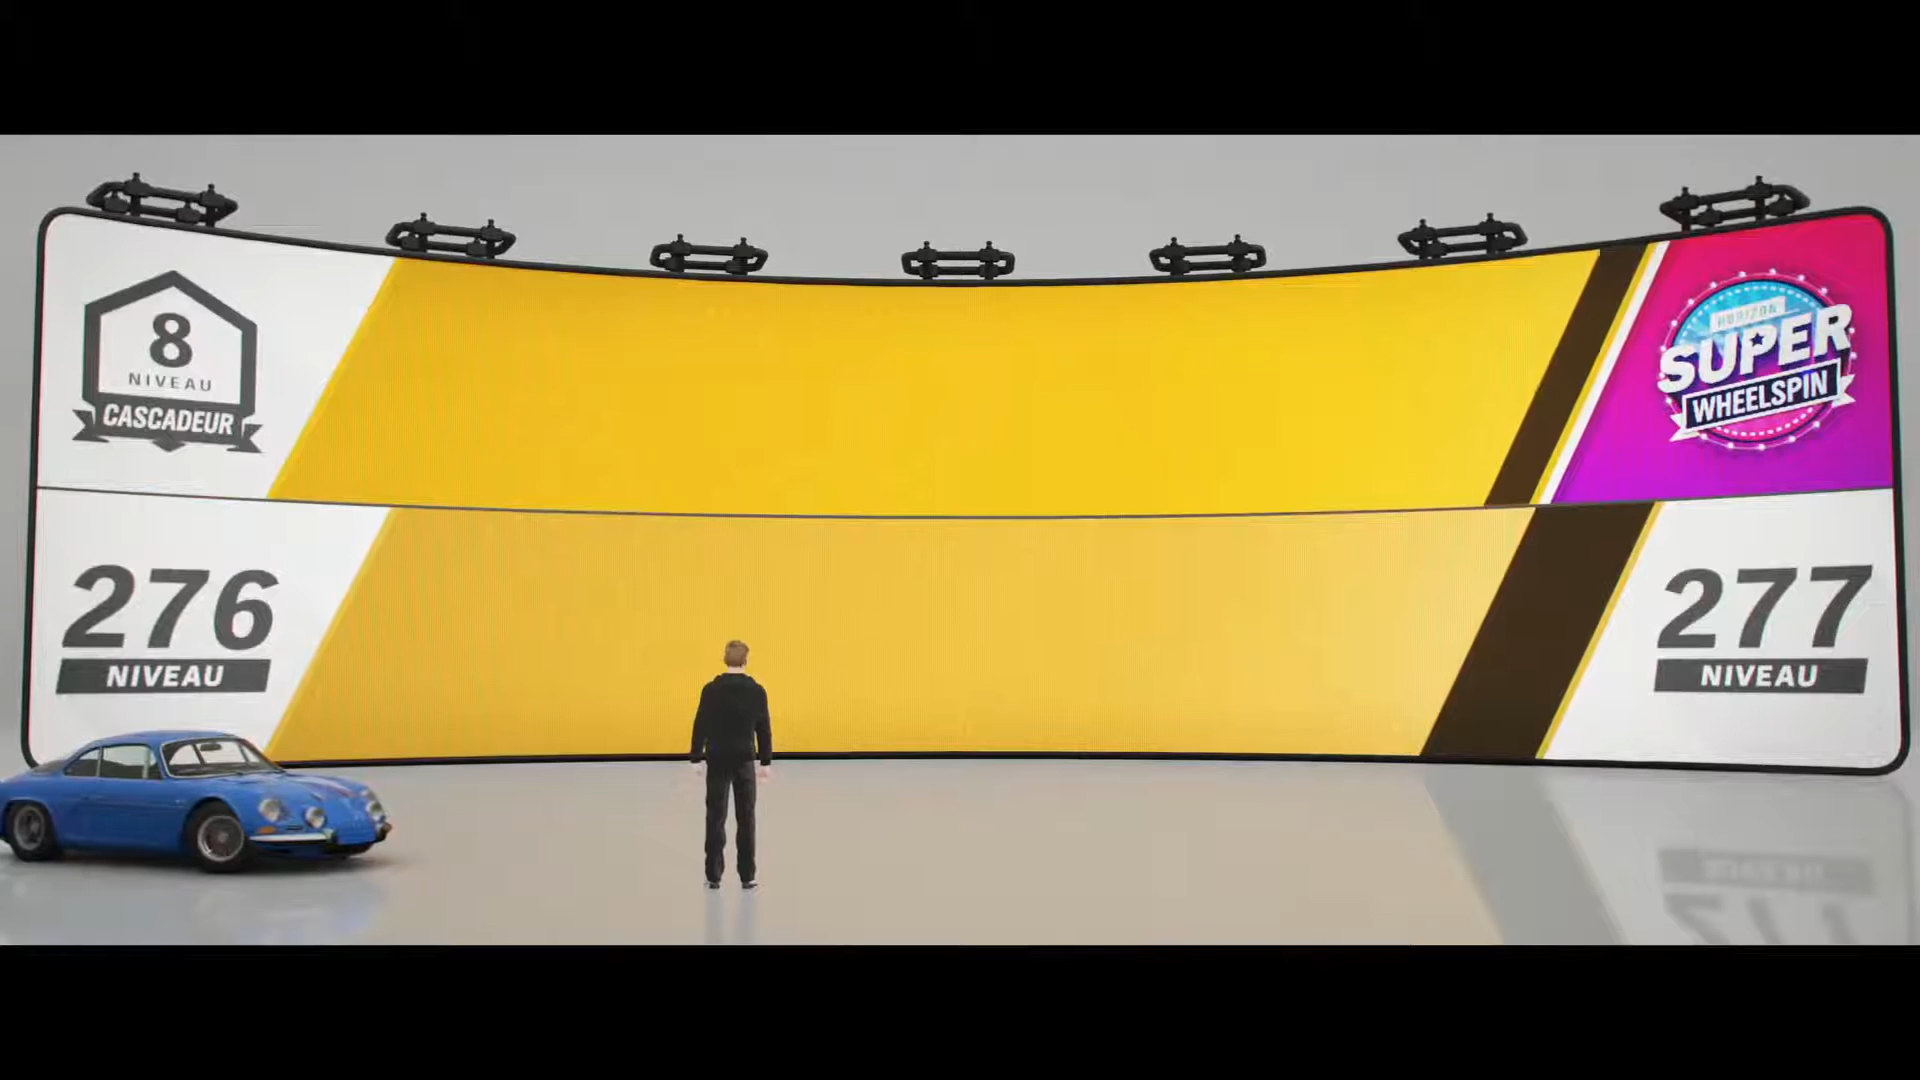 8
NIVEAU
CASCADEUR
HORIZON
SUPER
WHEELSPIN
276
NIVEAU
277
NIVEAU